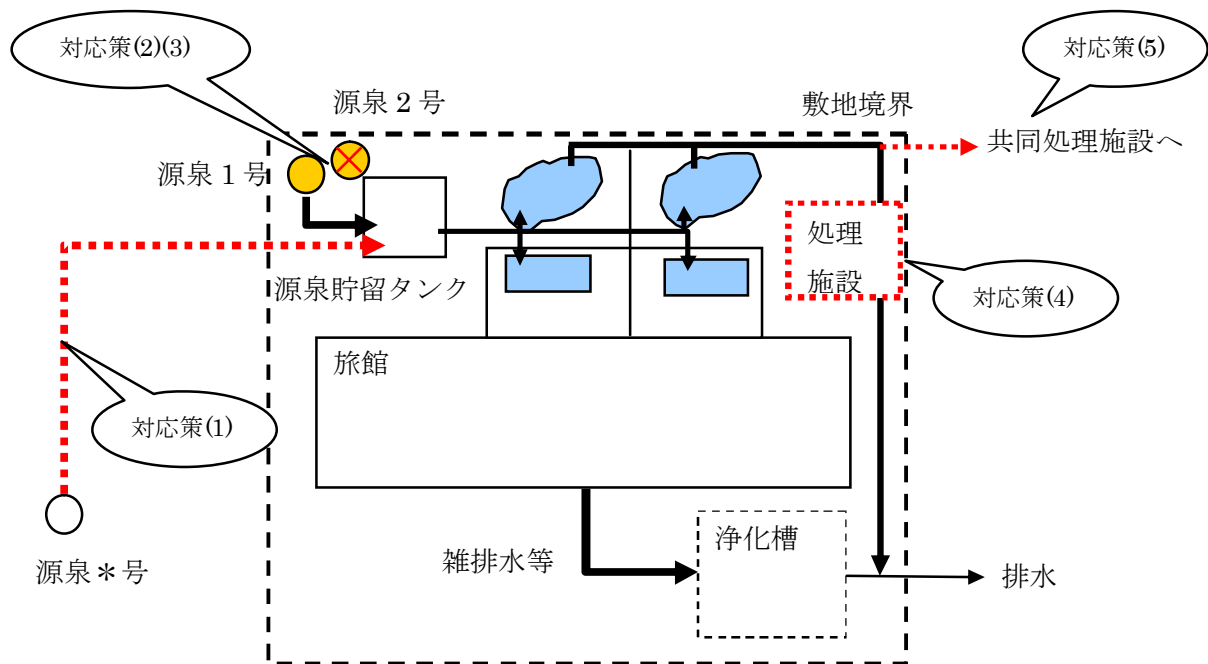 対応策(2)(3)
対応策(5)
源泉2号
敷地境界
共同処理施設へ
源泉1号
処理
施設
源泉貯留タンク
対応策(4)
旅館
対応策(1)
浄化槽
雑排水等
源泉＊号
排水